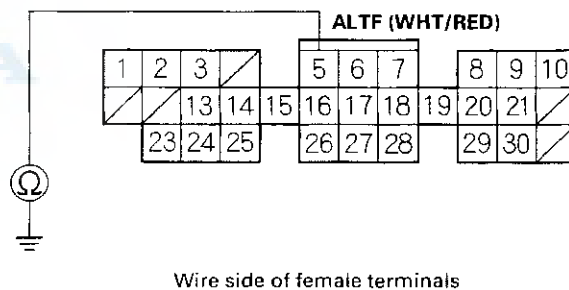 ALTF (WHT/RED)
1 2 3 5 6 7 8 9 10
13 14 15 16 17 18 19 20 21
23 24 25 26 27 28 29 30
Ω
Wire side of female terminals